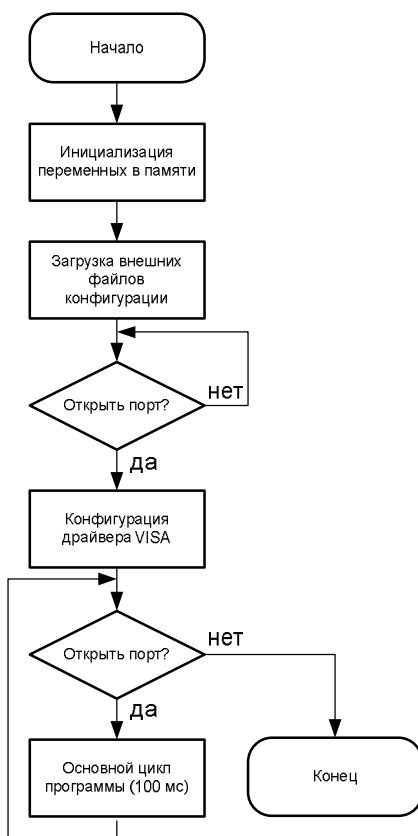 Начало
Инициализация
переменных в памяти
Загрузка внешних
файлов
конфигурации
Открыть порт?
нет
да
Конфигурация
драйвера VISA
Открыть порт?
нет
да
Основной цикл
программы (100 мс)
Конец